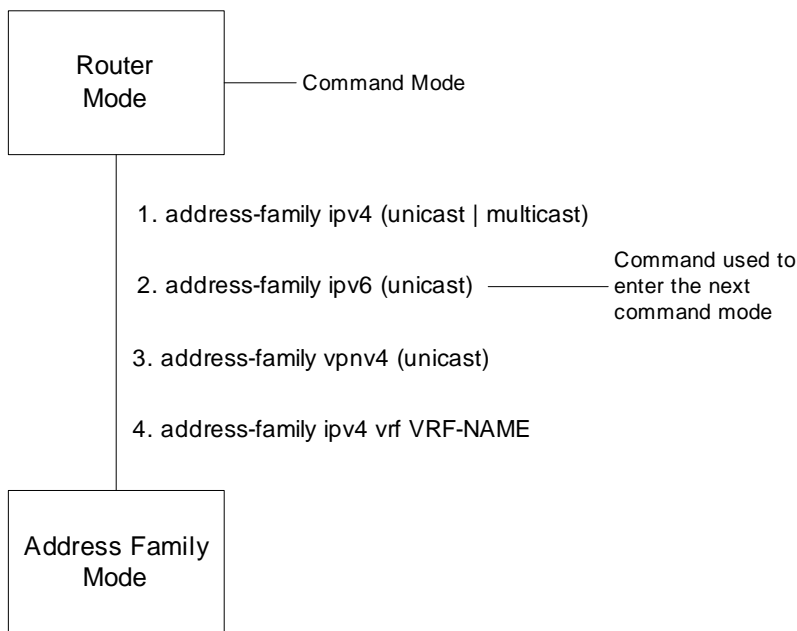 Router
Mode
Command Mode
1. address-family ipv4 (unicast | multicast)
2. address-family ipv6 (unicast)
Command used to
enter the next
command mode
3. address-family vpnv4 (unicast)
4. address-family ipv4 vrf VRF-NAME
Address Family
Mode